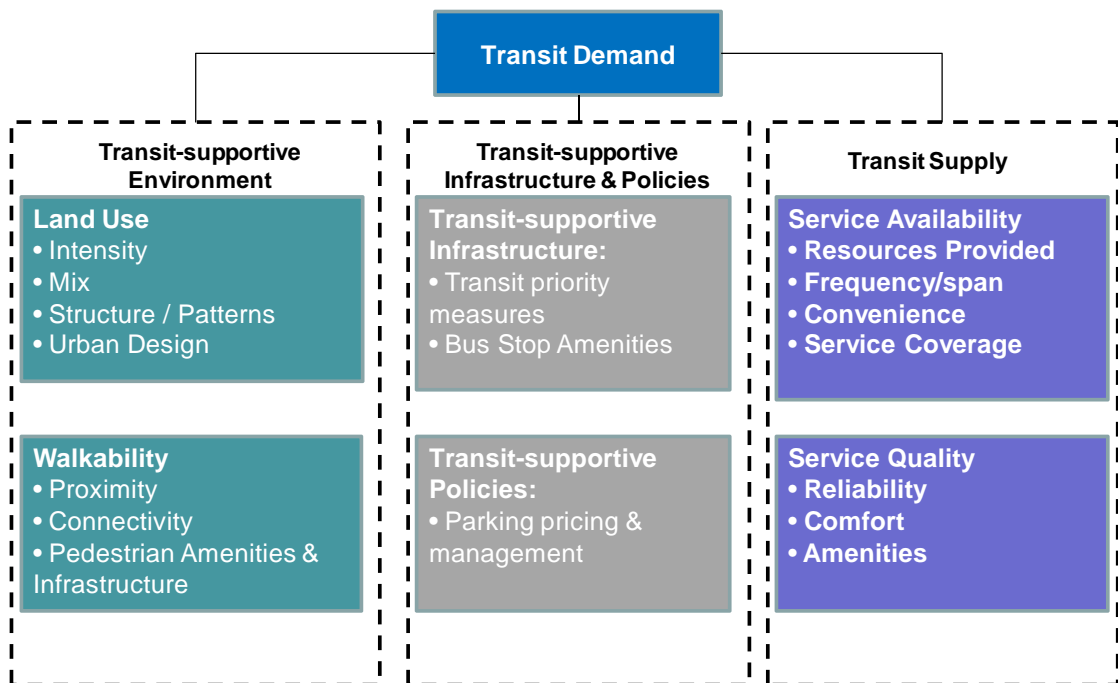 Transit Demand
Transit-supportive
Environment
Land Use
• Intensity
• Mix
• Structure / Patterns
• Urban Design
Walkability
• Proximity
• Connectivity
• Pedestrian Amenities &
Infrastructure
Transit-supportive
Infrastructure & Policies
Transit-supportive
Infrastructure:
• Transit priority
measures
• Bus Stop Amenities
Transit-supportive
Policies:
• Parking pricing &
management
Transit Supply
Service Availability
• Resources Provided
• Frequency/span
• Convenience
• Service Coverage
Service Quality
• Reliability
• Comfort
• Amenities